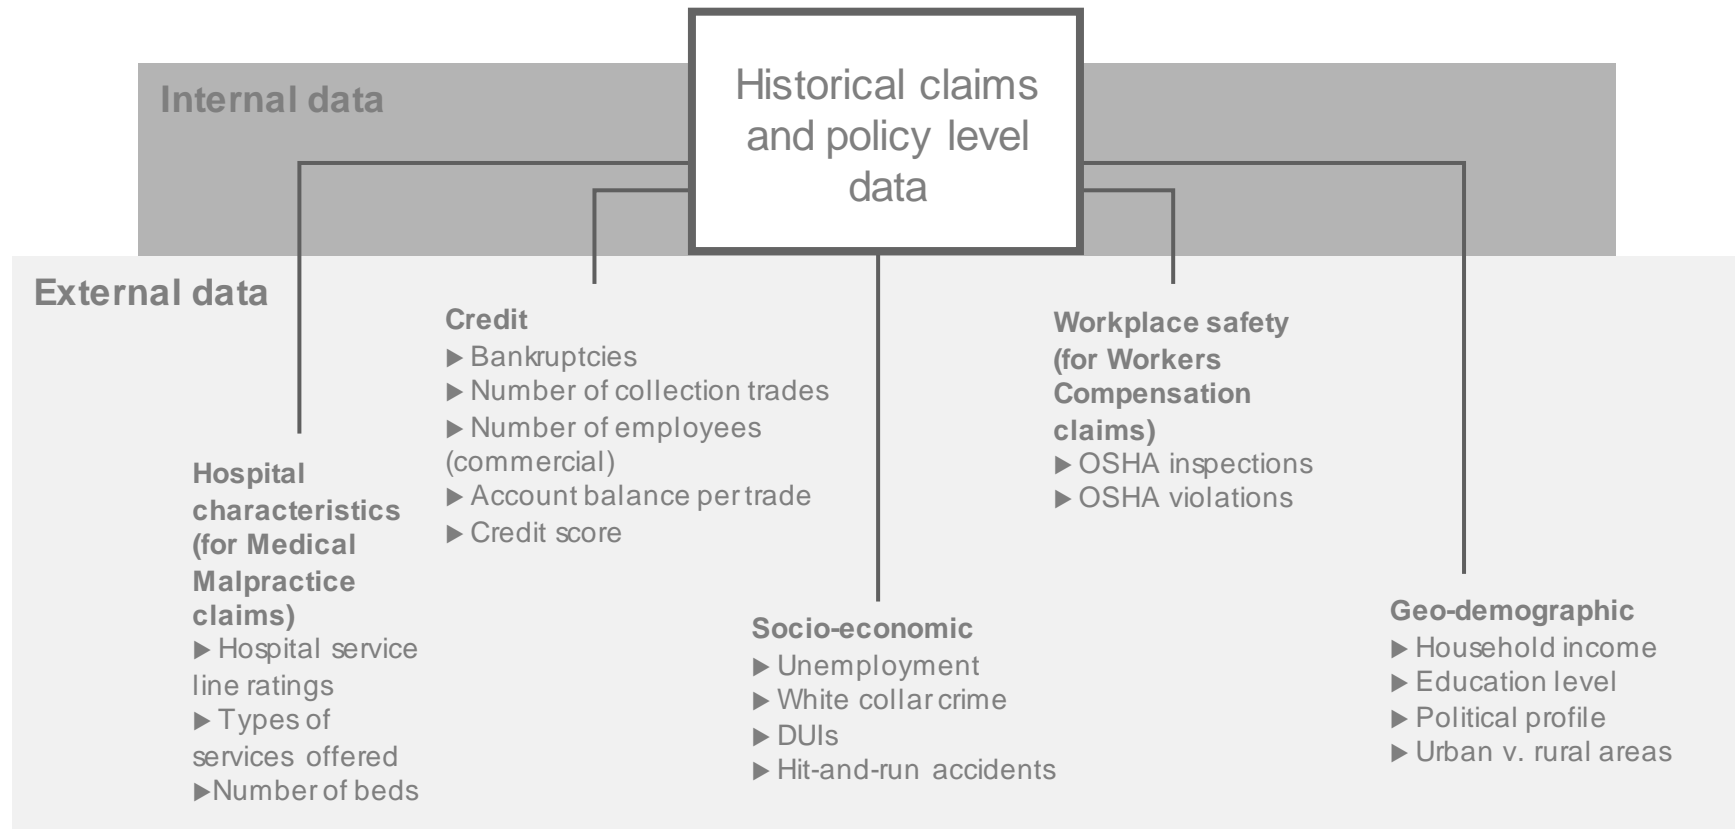 Historical claims
and policy level
data
Internal data
External data
Hospital
characteristics
(for Medical
Malpractice
claims)
▶ Hospital service
line ratings
▶ Types of
services offered
▶Number of beds
Credit
▶ Bankruptcies
▶ Number of collection trades
▶ Number of employees
(commercial)
▶ Account balance per trade
▶ Credit score
Socio-economic
▶ Unemployment
▶ White collar crime
▶ DUIs
▶ Hit-and-run accidents
Workplace safety
(for Workers
Compensation
claims)
▶ OSHA inspections
▶ OSHA violations
Geo-demographic
▶ Household income
▶ Education level
▶ Political profile
▶ Urban v. rural areas